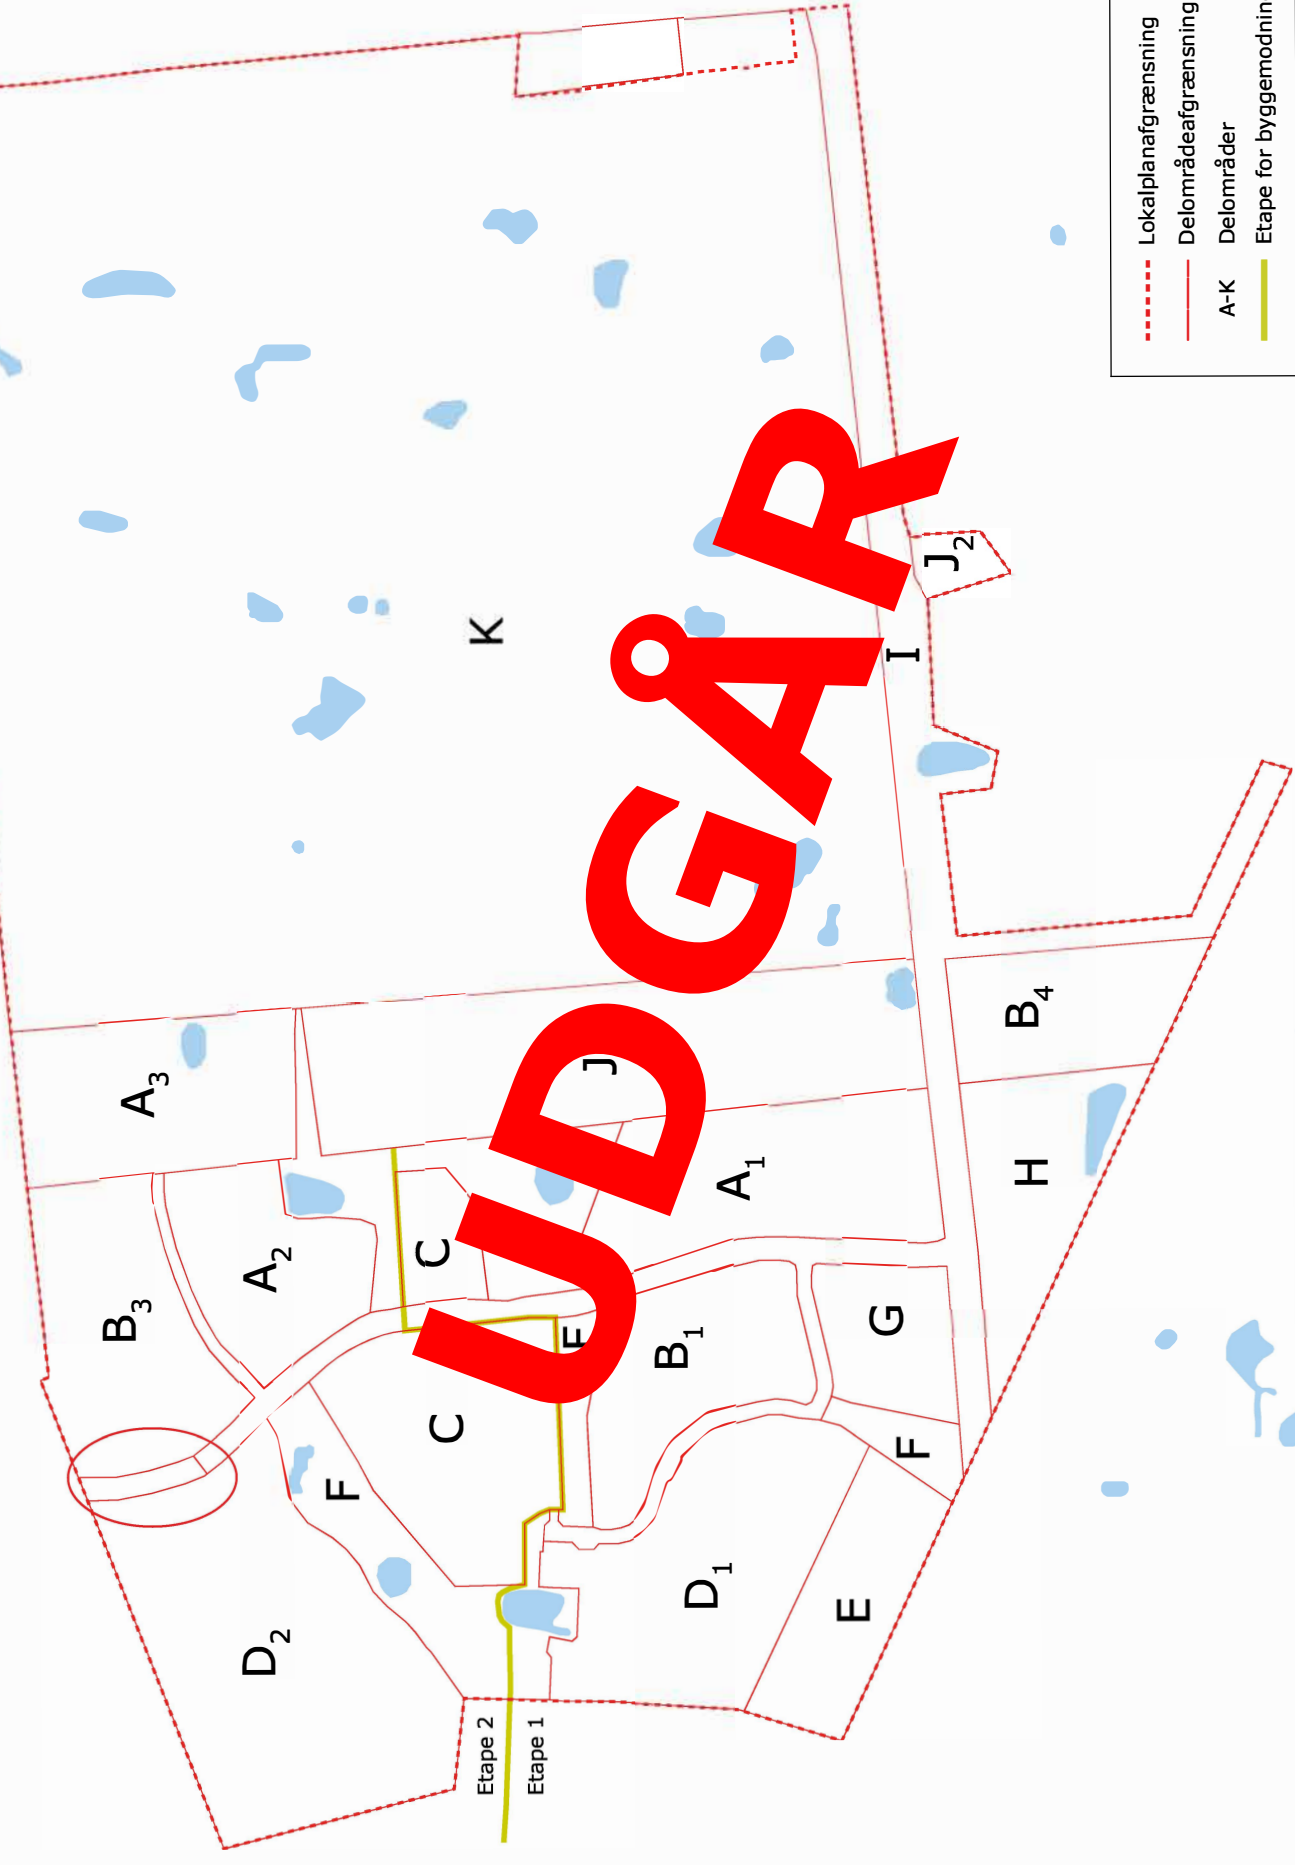 Lokalplanafgrænsning
Delområdeafgrænsning
A-K Delområder
Etape for byggemodnin
K
UDGÅR
J2
I
A3
J
B4
B3
A2
C
A1
H
F
B1
G
C
F
F
D2
D1
E
Etape 2
Etape 1